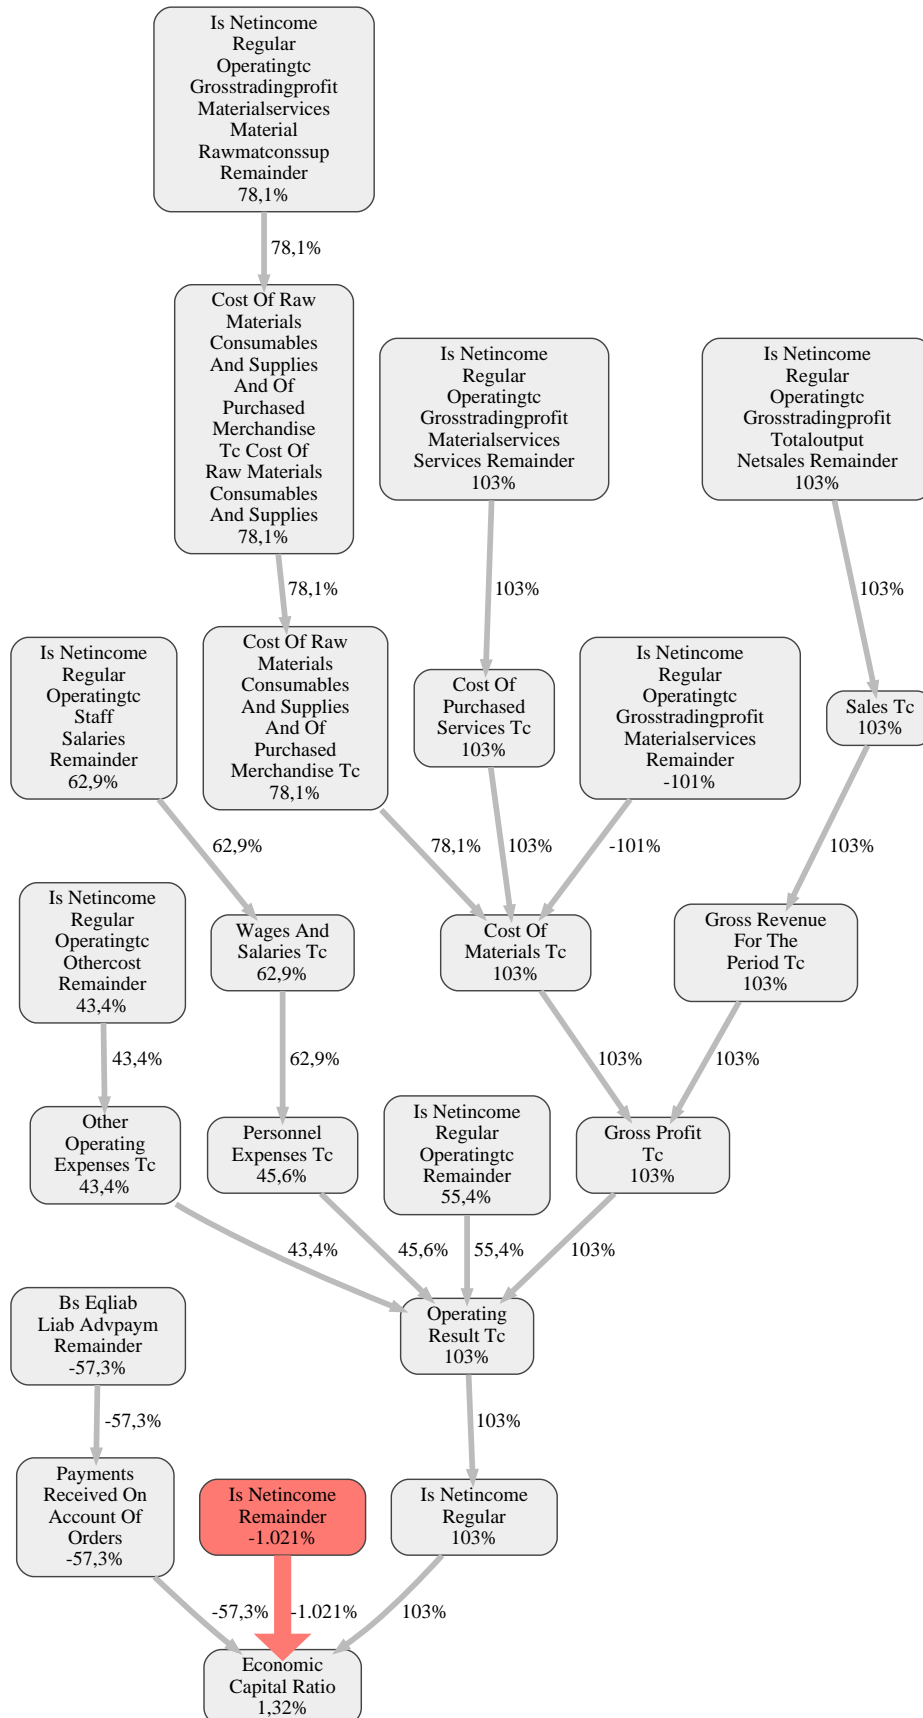 Is Netincome
Regular
Operatingtc
Grosstradingprofit
Materialservices
Material
Rawmatconssup
Remainder
78,1%
78,1%
Cost Of Raw
Materials
Consumables
And Supplies
And Of
Purchased
Merchandise
Tc Cost Of
Raw Materials
Consumables
And Supplies
78,1%
Is Netincome
Regular
Operatingtc
Grosstradingprofit
Materialservices
Services Remainder
103%
Is Netincome
Regular
Operatingtc
Grosstradingprofit
Totaloutput
Netsales Remainder
103%
78,1%
103%
103%
Is Netincome
Regular
Operatingtc
Staff
Salaries
Remainder
62,9%
Cost Of Raw
Materials
Consumables
And Supplies
And Of
Purchased
Merchandise Tc
78,1%
Cost Of
Purchased
Services Tc
103%
Is Netincome
Regular
Operatingtc
Grosstradingprofit
Materialservices
Remainder
-101%
Sales Tc
103%
62,9%
78,1%
103%
-101%
103%
Is Netincome
Regular
Operatingtc
Othercost
Remainder
43,4%
Wages And
Salaries Tc
62,9%
Cost Of
Materials Tc
103%
Gross Revenue
For The
Period Tc
103%
43,4%
62,9%
103%
103%
Other
Operating
Expenses Tc
43,4%
Personnel
Expenses Tc
45,6%
Is Netincome
Regular
Operatingtc
Remainder
55,4%
Gross Profit
Tc
103%
43,4%
45,6%
55,4%
103%
Bs Eqliab
Liab Advpaym
Remainder
-57,3%
Operating
Result Tc
103%
-57,3%
103%
Payments
Received On
Account Of
Orders
-57,3%
Is Netincome
Remainder
-1.021%
Is Netincome
Regular
103%
-57,3%
-1.021%
103%
Economic
Capital Ratio
1,32%